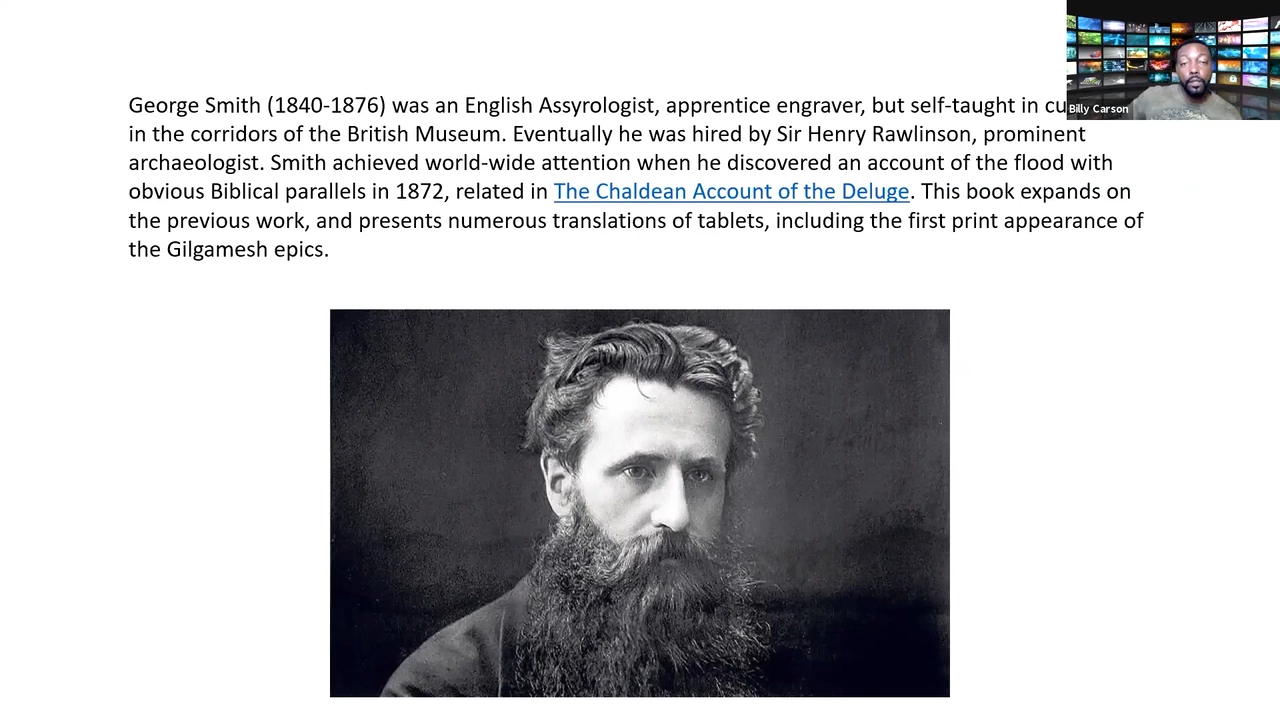 George Smith (1840-1876) was an English Assyrologist, apprentice engraver, but self-taught in
in the corridors of the British Museum. Eventually he was hired by Sir Henry Rawlinson, prominent
archaeologist. Smith achieved world-wide attention when he discovered an account of the flood with
obvious Biblical parallels in 1872, related in The Chaldean Account of the Deluge. This book expands on
the previous work, and presents numerous translations of tablets, including the first print appearance of
the Gilgamesh epics.
Billy Carson